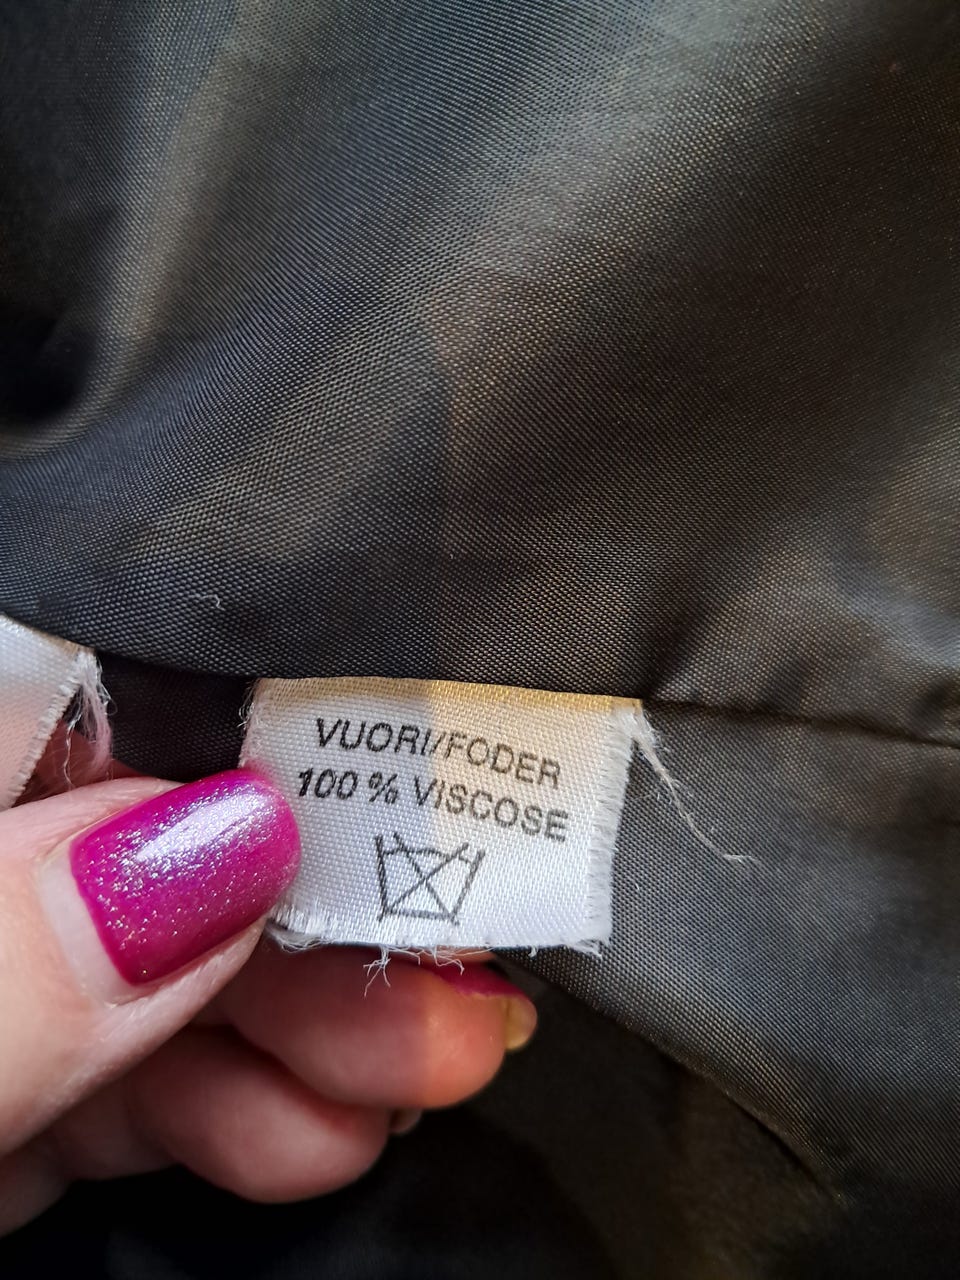 VUORI/FODER
100 % VISCOSE